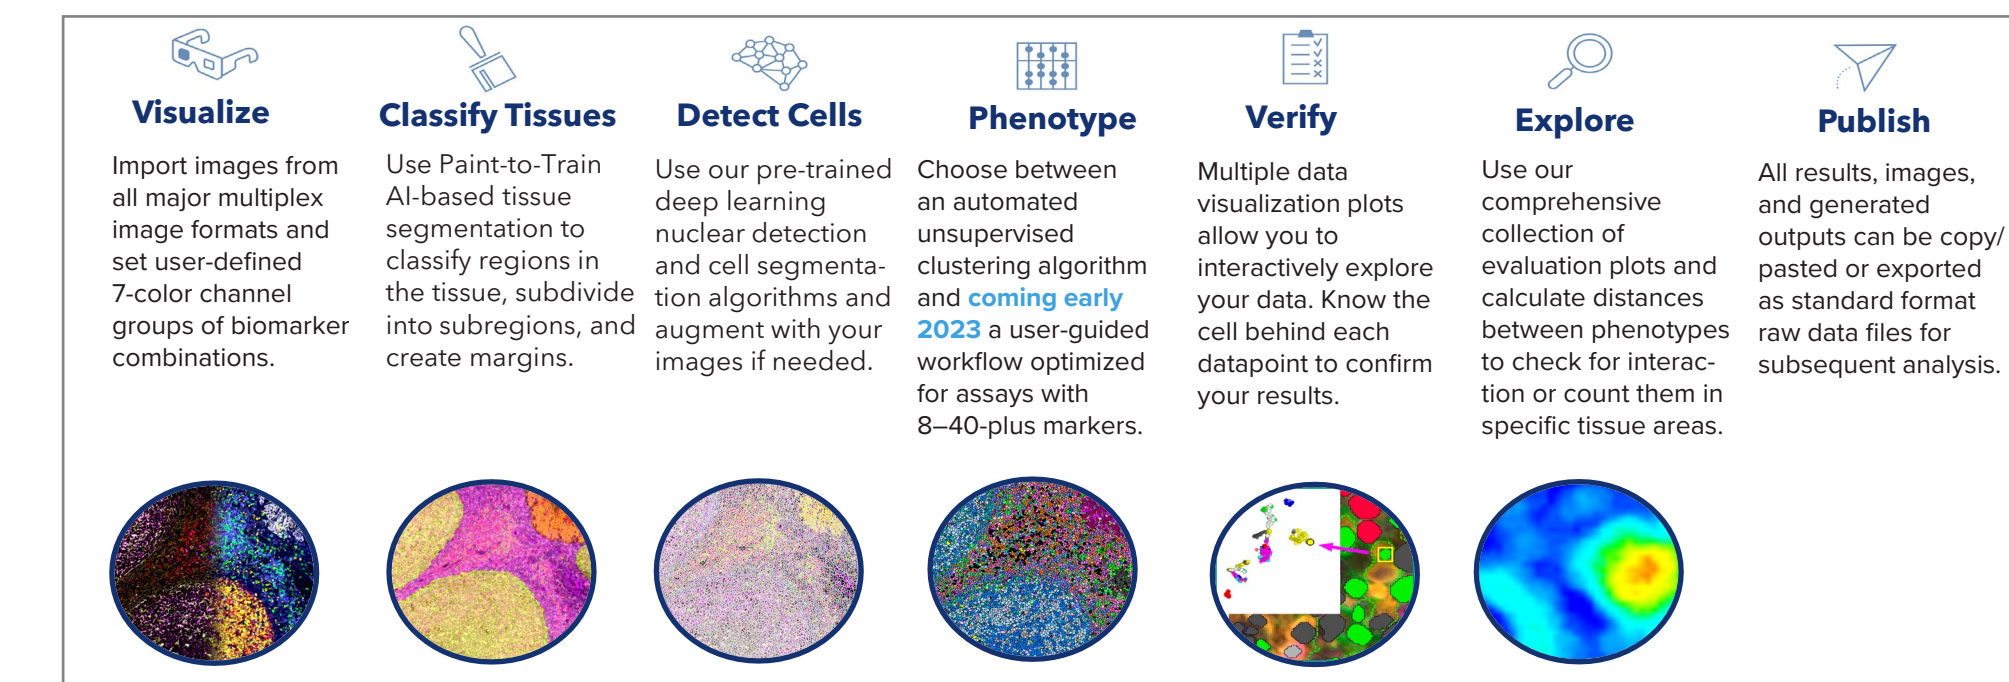 Visualize
Import images from
all major multiplex
image formats and
set user-defined
7-color channel
groups of biomarker
combinations.
Classify Tissues
Use Paint-to-Train
AI-based tissue
segmentation to
classify regions in
the tissue, subdivide
into subregions, and
create margins.
Detect Cells
Use our pre-trained
deep learning
nuclear detection
and cell segmenta-
tion algorithms and
augment with your
images if needed.
Phenotype
Choose between
an automated
unsupervised
clustering algorithm
and coming early
2023 a user-guided
workflow optimized
for assays with
8–40-plus markers.
Verify
Multiple data
visualization plots
allow you to
interactively explore
your data. Know the
cell behind each
datapoint to confirm
your results.
Explore
Use our
comprehensive
collection of
evaluation plots and
calculate distances
between phenotypes
to check for interac-
tion or count them in
specific tissue areas.
Publish
All results, images,
and generated
outputs can be copy/
pasted or exported
as standard format
raw data files for
subsequent analysis.